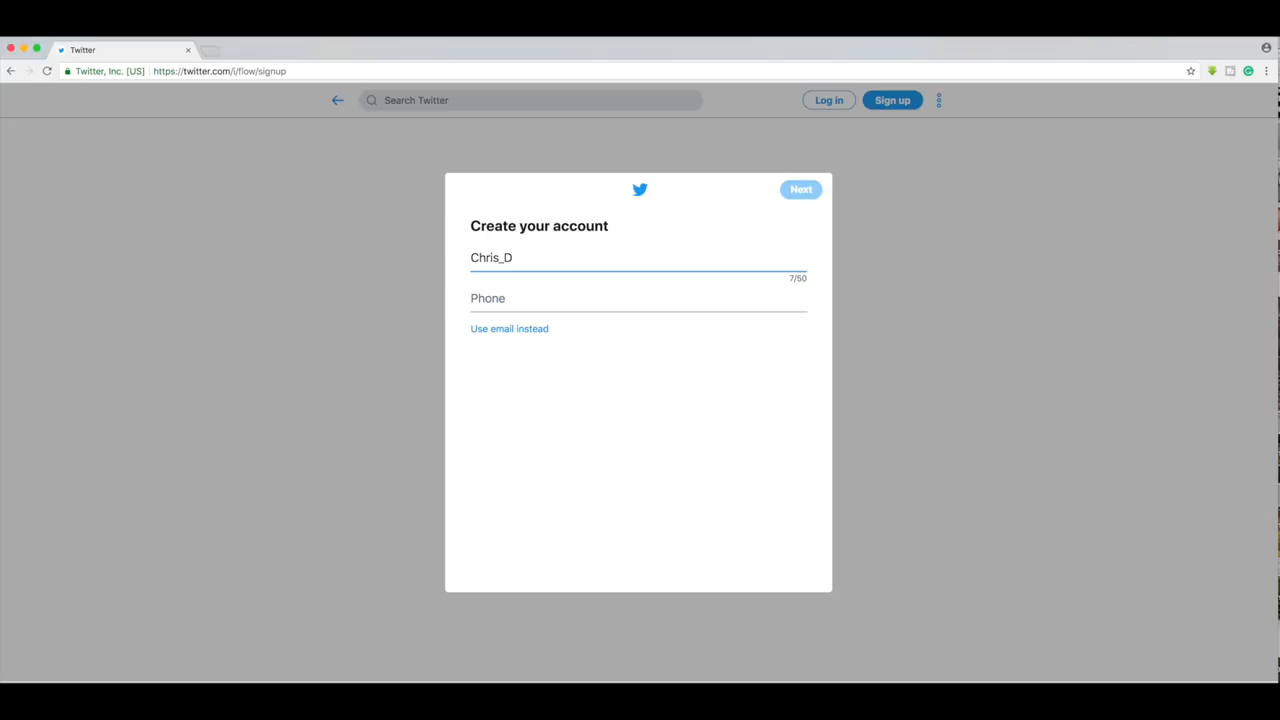 Twitter
Twitter, Inc. [US] https://twitter.com/i/flow/signup
Search Twitter
Log in
Sign up
Next
Create your account
Chris_D
7/50
Phone
Use email instead